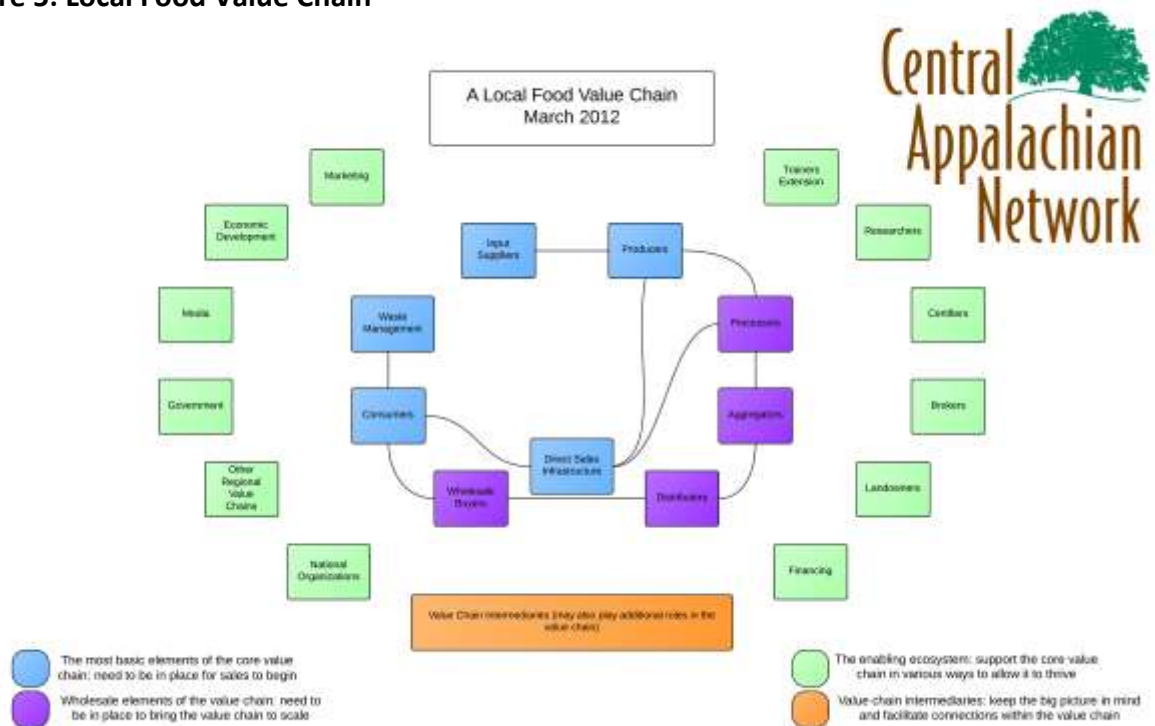 re 3: Local Food Value Chain
Central
Appalachian
Network
A Local Food Value Chain
March 2012
Marketing
Trainers
Extension
Economic
Development
Input
Suppliers
Producers
Researchers
Media
Waste
Management
Processors
Certifiers
Government
Consumers
Aggregators
Brokers
Other
Regional
Value
Chains
Direct Sales
Infrastructure
Wholesale
Buyers
Distributors
Landowners
National
Organizations
Financing
Value Chain Intermediaries (may also play additional roles in the
value chain)
The most basic elements of the core value
chain: need to be in place for sales to begin
Wholesale elements of the value chain: need to
be in place to bring the value chain to scale
The enabling ecosystem: support the core value
chain in various ways to allow it to thrive
Value chain intermediaries: keep the big picture in mind
and facilitate connections within the value chain